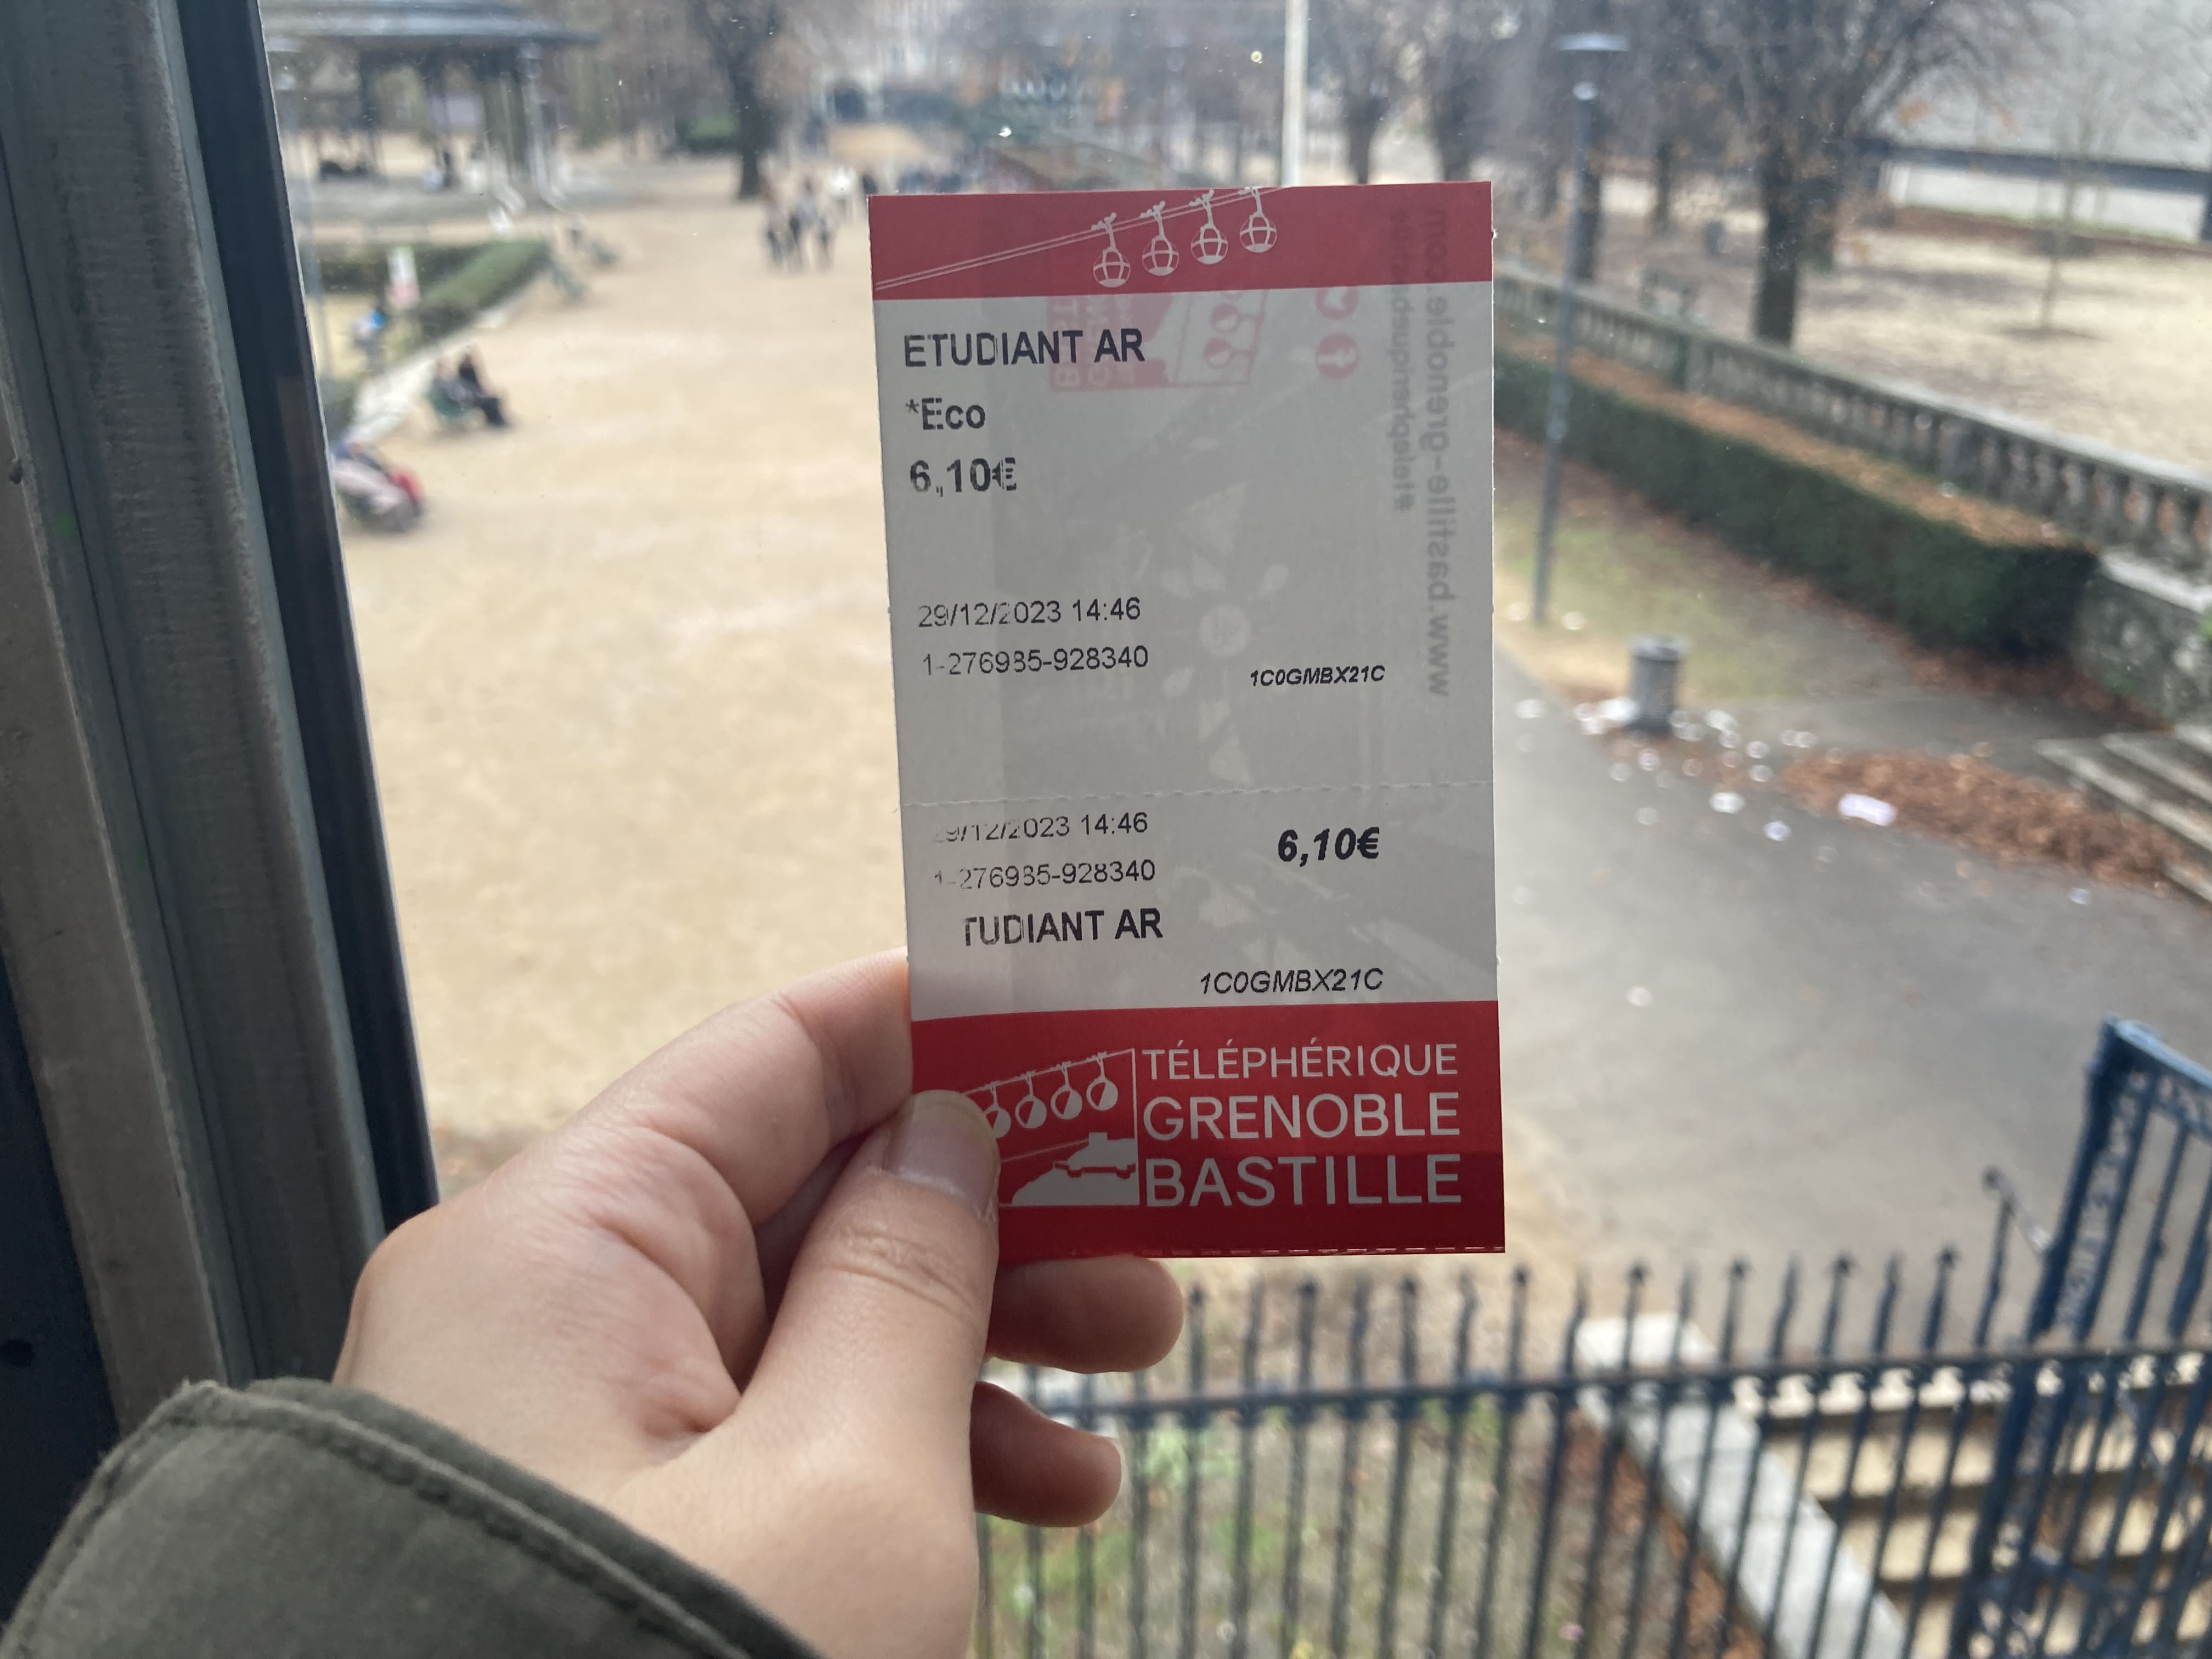 ETUDIANT AR
*Eco
6,10€
29/12/2023 14:46
1-276985-928340
1C0GMBX21C
www.bastille-grenoble.com
#telepheriquedugrenoble
29/12/2023 14:46
6,10€
1-276985-928340
TUDIANT AR
1C0GMBX21C
TÉLÉPHÉRIQUE
GRENOBLE
BASTILLE